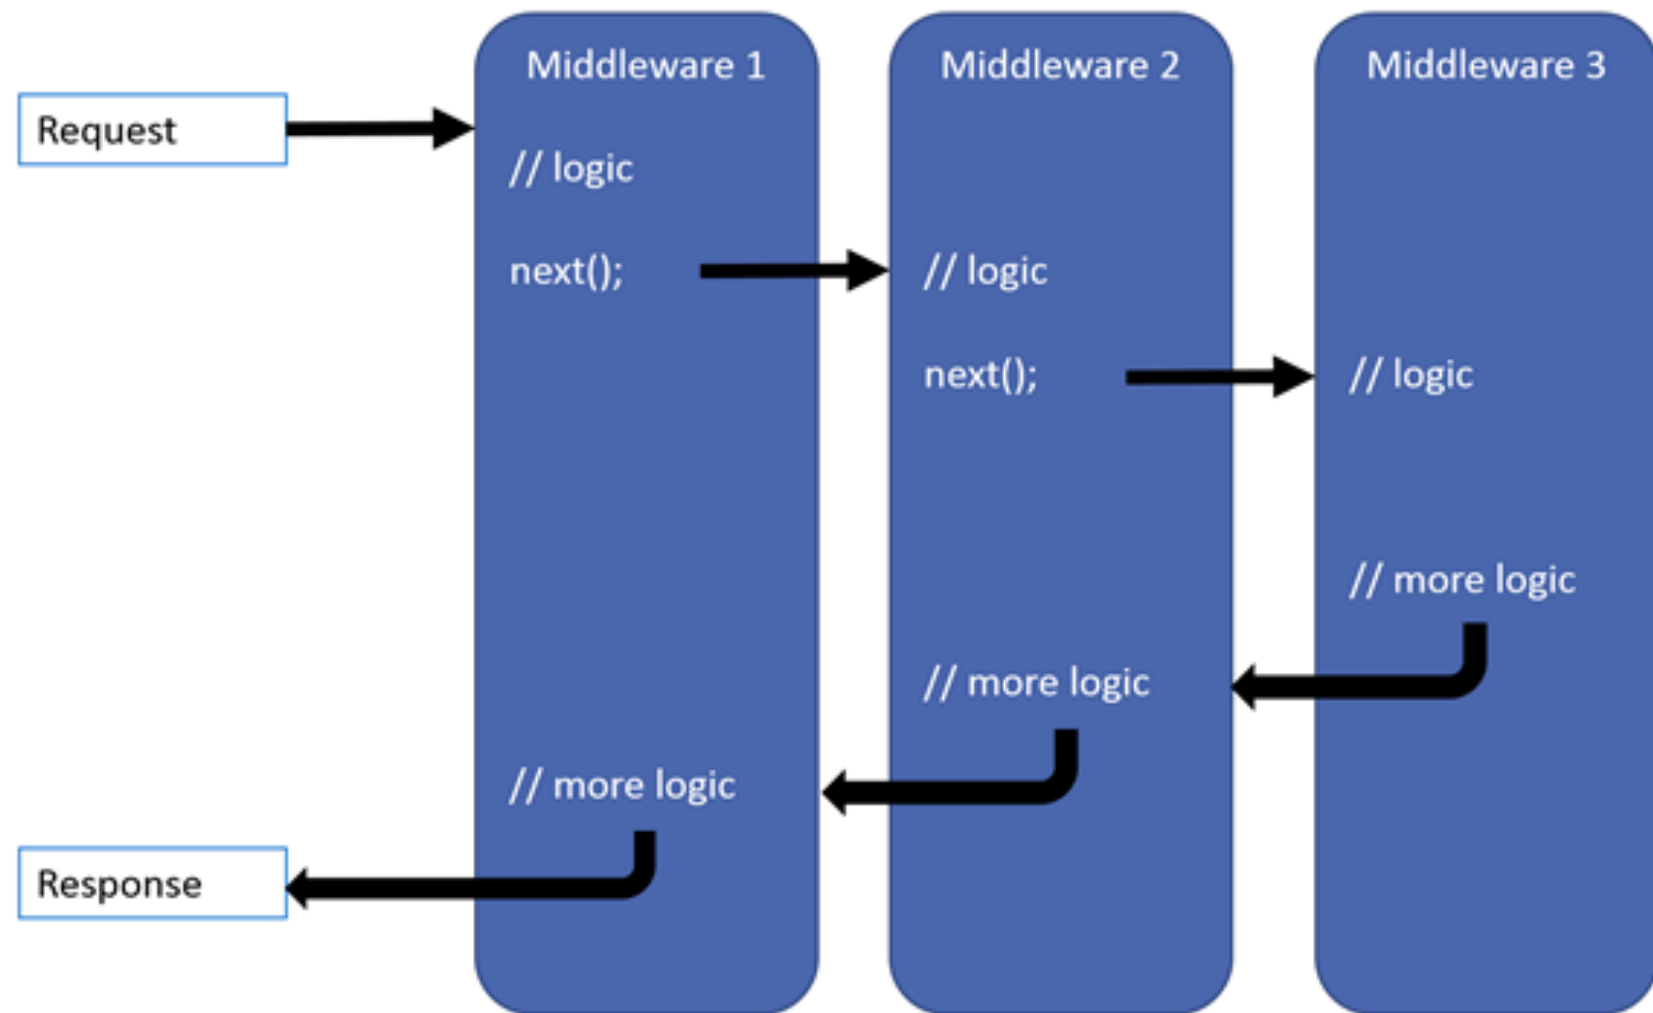 Middleware 1
Middleware 2
Middleware 3
Request
// logic
next();
// logic
next();
// logic
// more logic
// more logic
// more logic
Response